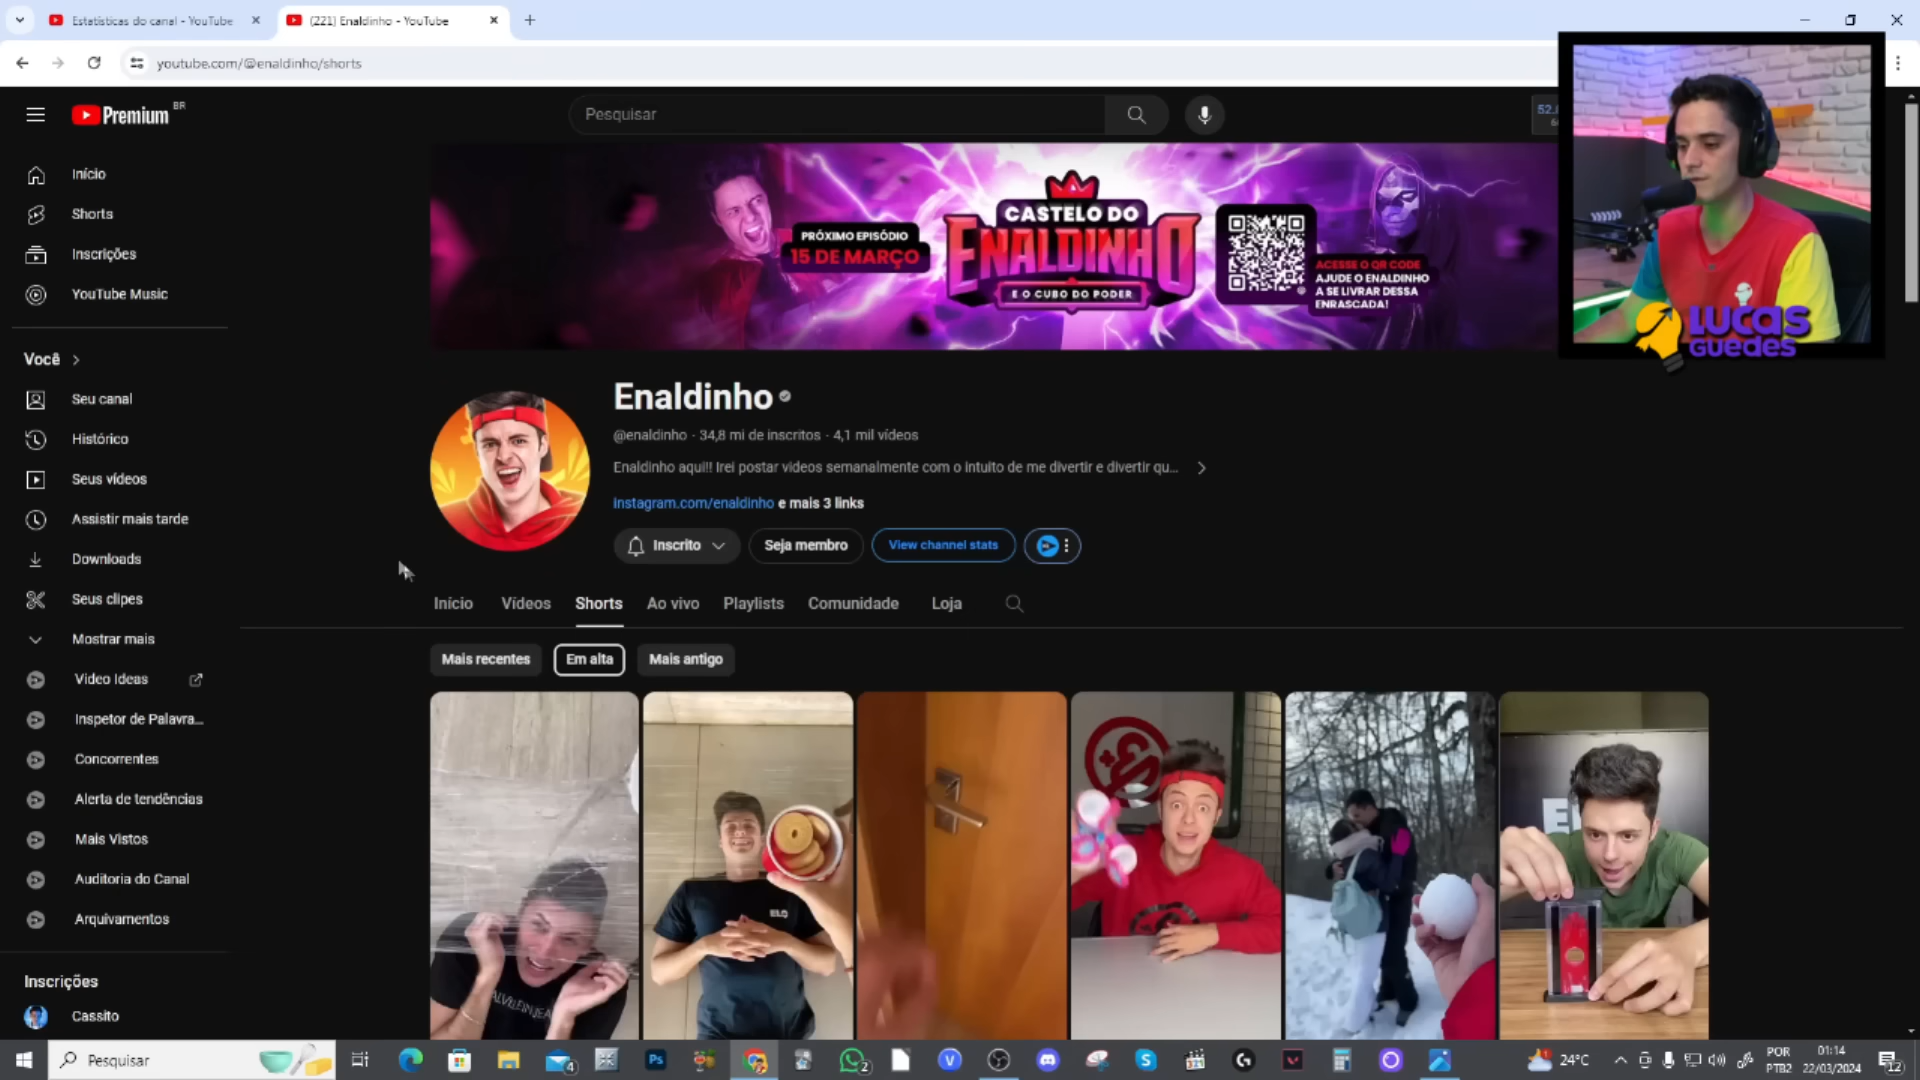 Estatísticas do canal - YouTube
(221) Enaldinho - YouTube
youtube.com/@enaldinho/shorts
Premium BR
Pesquisar
52.
Início
Shorts
Inscrições
YouTube Music
Você
Seu canal
Histórico
Seus vídeos
Assistir mais tarde
Downloads
Seus clipes
Mostrar mais
Video Ideas
Inspetor de Palavra...
Concorrentes
Alerta de tendências
Mais Vistos
Auditoria do Canal
Arquivamentos
Inscrições
Cassito
PRÓXIMO EPISÓDIO
15 DE MARÇO
CASTELO DO
ENALDINHO
E O CUBO DO PODER
ACESSE O QR CODE
AJUDE O ENALDINHO
A SE LIVRAR DESSA
ENRASCADA!
LUCAS
GUEDES
Enaldinho
@enaldinho · 34,8 mi de inscritos · 4,1 mil vídeos
Enaldinho aqui!! Irei postar videos semanalmente com o intuito de me divertir e divertir qu...
instagram.com/enaldinho e mais 3 links
Inscrito
Seja membro
View channel stats
Início
Vídeos
Shorts
Ao vivo
Playlists
Comunidade
Loja
Mais recentes
Em alta
Mais antigo
Pesquisar
4
Ps
2
V
S
24°C
POR
PTB2
01:14
22/03/2024
12